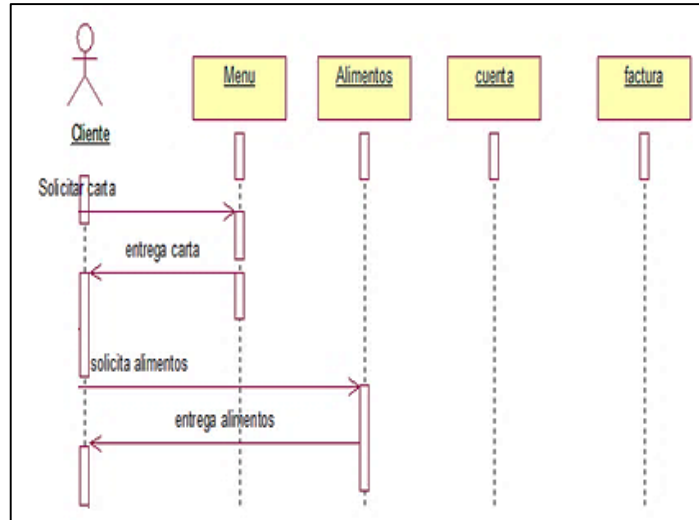 Cliente
Menu
Alimentos
cuenta
factura
Solicitar carta
entrega carta
solicita alimentos
entrega alimentos